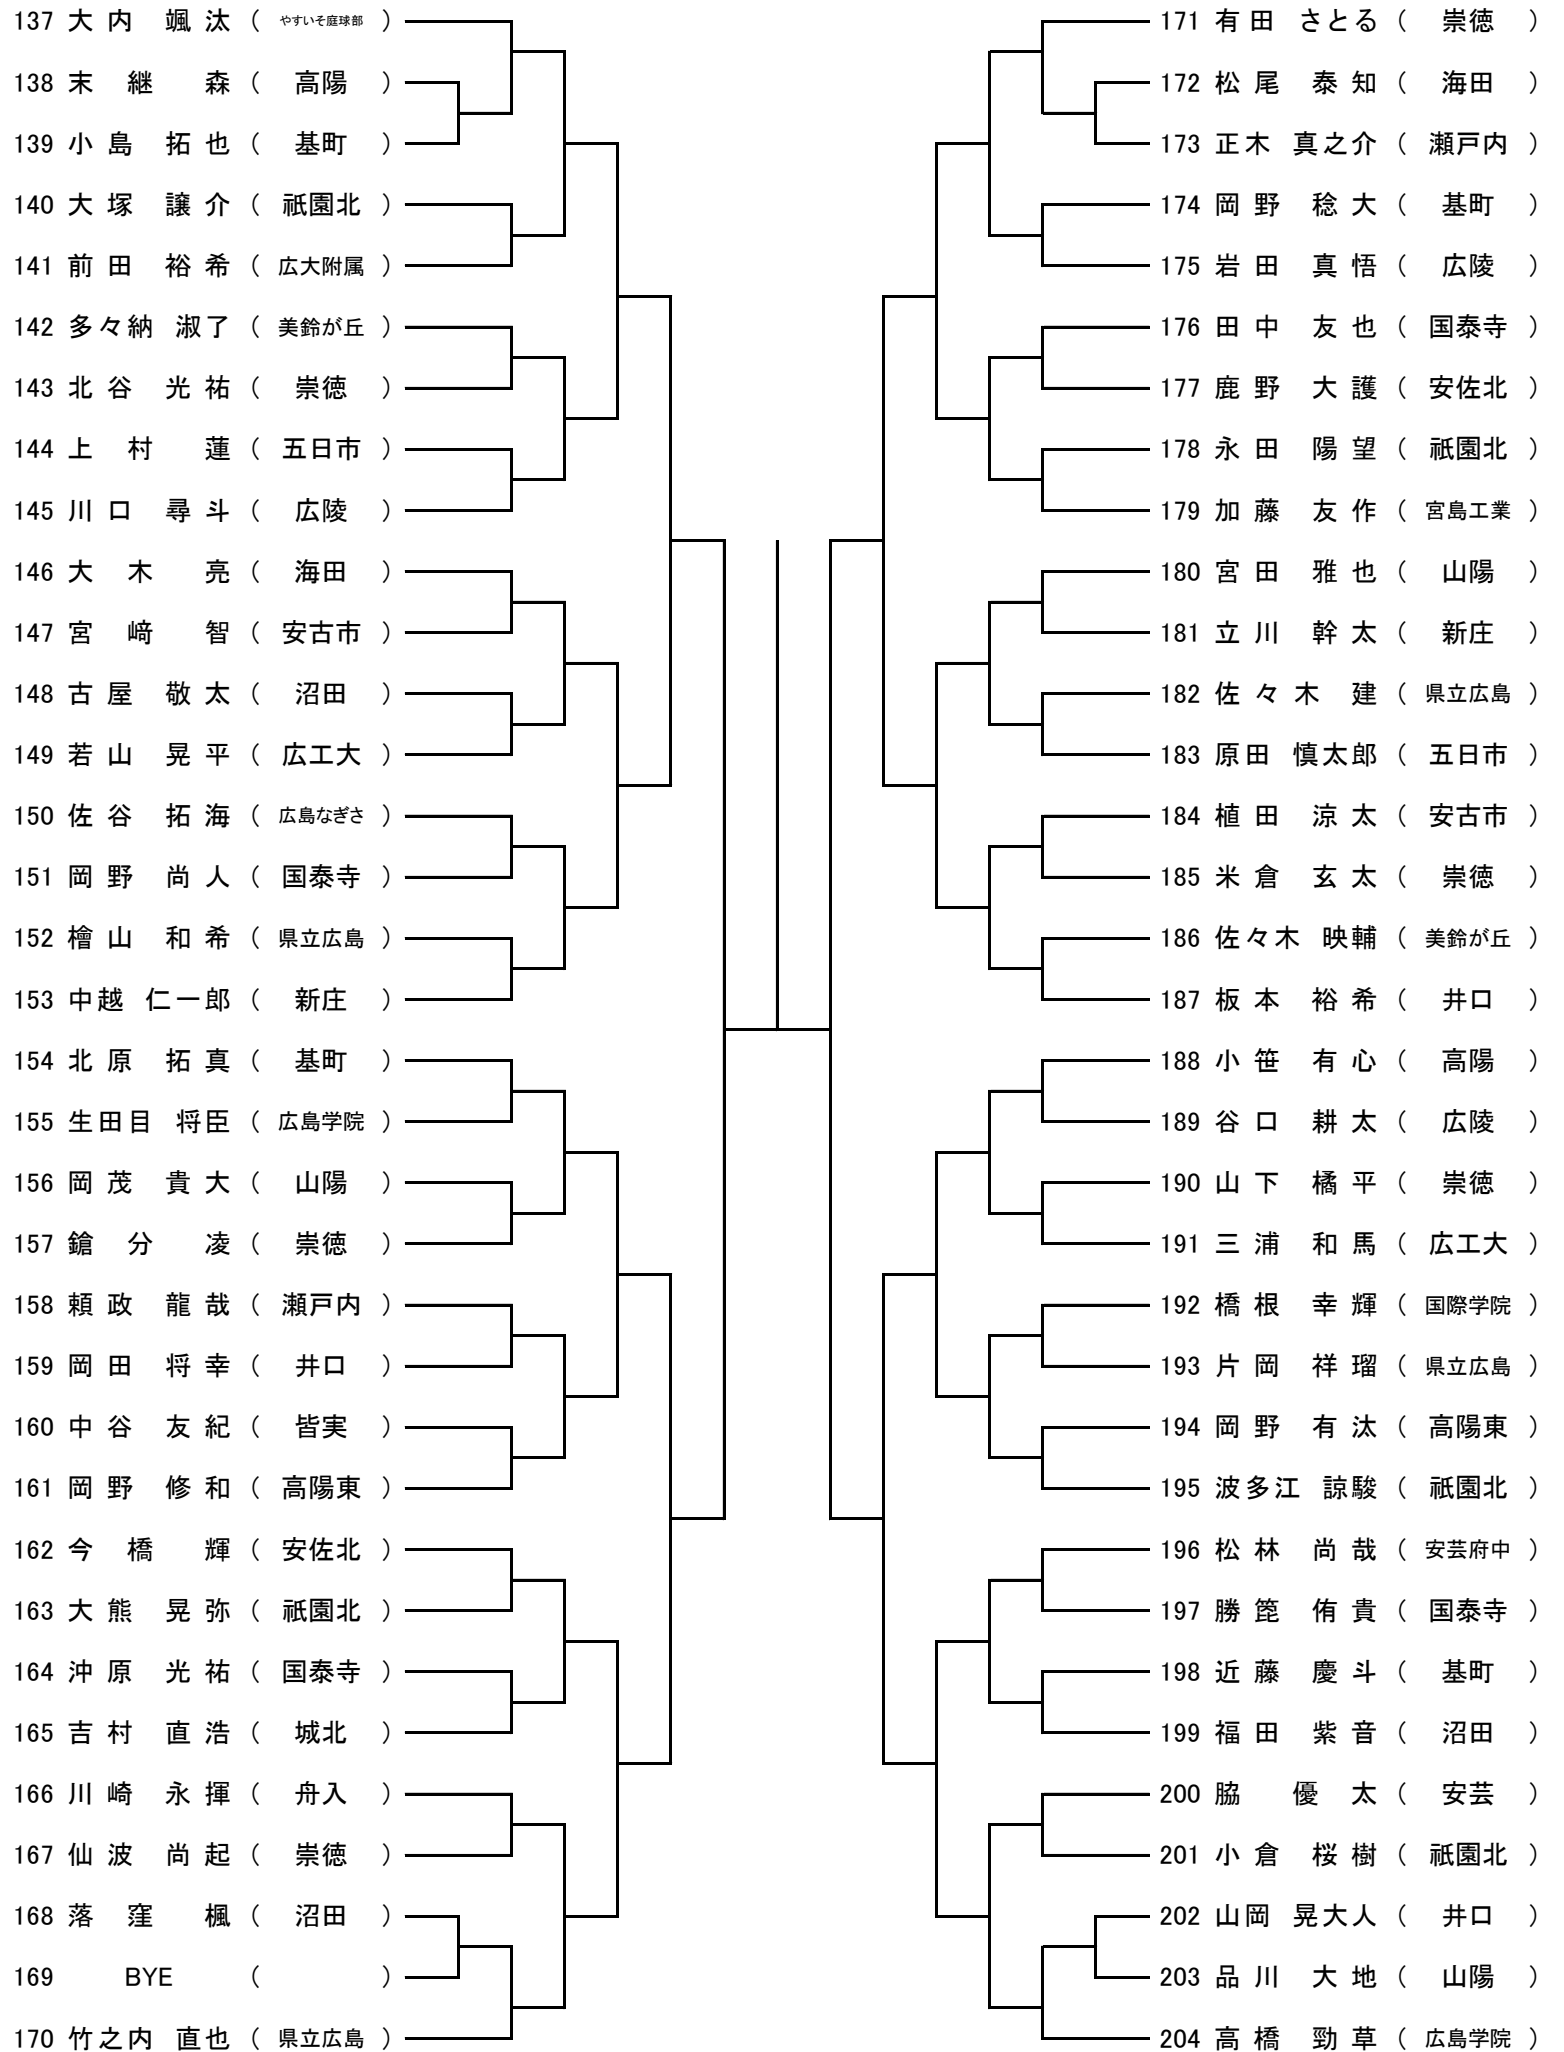 137 大内 颯汰 ( やすいそ庭球部 )
138 末継 森 ( 高陽 )
139 小島 拓也 ( 基町 )
140 大塚 譲介 ( 祇園北 )
141 前田 裕希 ( 広大附属 )
142 多々納 淑了 ( 美鈴が丘 )
143 北谷 光祐 ( 崇徳 )
144 上村 蓮 ( 五日市 )
145 川口 尋斗 ( 広陵 )
146 大木 亮 ( 海田 )
147 宮﨑 智 ( 安古市 )
148 古屋 敬太 ( 沼田 )
149 若山 晃平 ( 広工大 )
150 佐谷 拓海 ( 広島なぎさ )
151 岡野 尚人 ( 国泰寺 )
152 檜山 和希 ( 県立広島 )
153 中越 仁一郎 ( 新庄 )
154 北原 拓真 ( 基町 )
155 生田目 将臣 ( 広島学院 )
156 岡茂 貴大 ( 山陽 )
157 鎗分 凌 ( 崇徳 )
158 頼政 龍哉 ( 瀬戸内 )
159 岡田 将幸 ( 井口 )
160 中谷 友紀 ( 皆実 )
161 岡野 修和 ( 高陽東 )
162 今橋 輝 ( 安佐北 )
163 大熊 晃弥 ( 祇園北 )
164 沖原 光祐 ( 国泰寺 )
165 吉村 直浩 ( 城北 )
166 川崎 永揮 ( 舟入 )
167 仙波 尚起 ( 崇徳 )
168 落窪 楓 ( 沼田 )
169 BYE ( )
170 竹之内 直也 ( 県立広島 )
171 有田 さとる ( 崇徳 )
172 松尾 泰知 ( 海田 )
173 正木 真之介 ( 瀬戸内 )
174 岡野 稔大 ( 基町 )
175 岩田 真悟 ( 広陵 )
176 田中 友也 ( 国泰寺 )
177 鹿野 大護 ( 安佐北 )
178 永田 陽望 ( 祇園北 )
179 加藤 友作 ( 宮島工業 )
180 宮田 雅也 ( 山陽 )
181 立川 幹太 ( 新庄 )
182 佐々木 建 ( 県立広島 )
183 原田 慎太郎 ( 五日市 )
184 植田 涼太 ( 安古市 )
185 米倉 玄太 ( 崇徳 )
186 佐々木 映輔 ( 美鈴が丘 )
187 板本 裕希 ( 井口 )
188 小笹 有心 ( 高陽 )
189 谷口 耕太 ( 広陵 )
190 山下 橘平 ( 崇徳 )
191 三浦 和馬 ( 広工大 )
192 橋根 幸輝 ( 国際学院 )
193 片岡 祥瑠 ( 県立広島 )
194 岡野 有汰 ( 高陽東 )
195 波多江 諒駿 ( 祇園北 )
196 松林 尚哉 ( 安芸府中 )
197 勝箆 侑貴 ( 国泰寺 )
198 近藤 慶斗 ( 基町 )
199 福田 紫音 ( 沼田 )
200 脇 優太 ( 安芸 )
201 小倉 桜樹 ( 祇園北 )
202 山岡 晃大人 ( 井口 )
203 品川 大地 ( 山陽 )
204 高橋 勁草 ( 広島学院 )